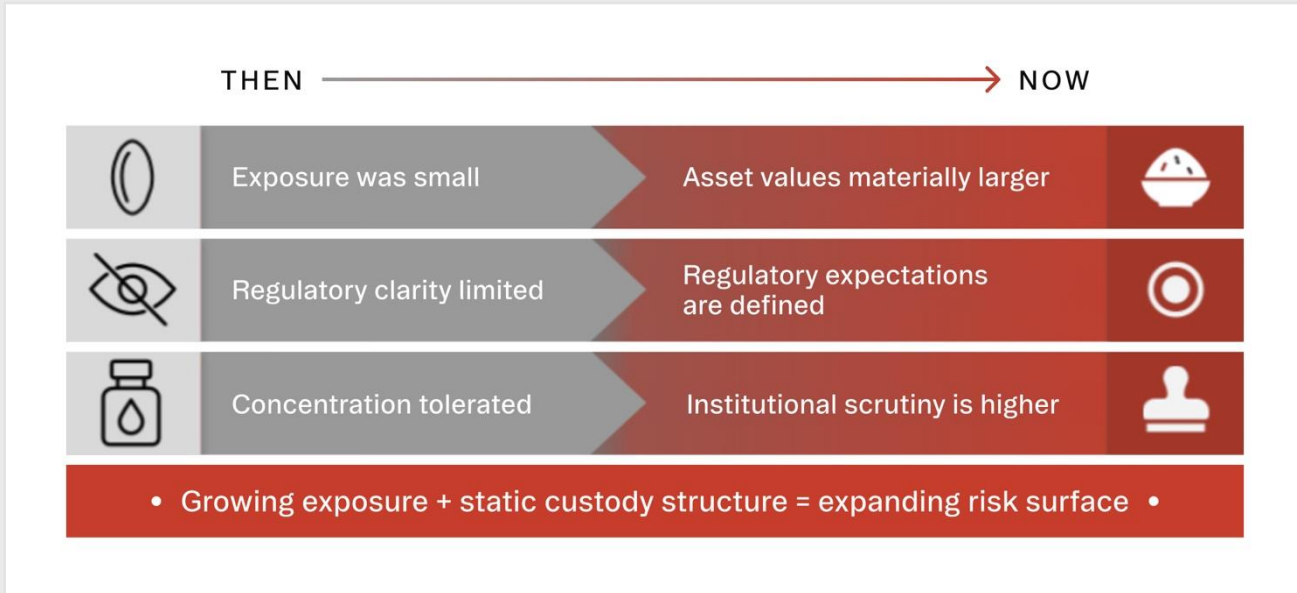 THEN
NOW
Exposure was small
Asset values materially larger
Regulatory clarity limited
Regulatory expectations
are defined
Concentration tolerated
Institutional scrutiny is higher
• Growing exposure + static custody structure = expanding risk surface •